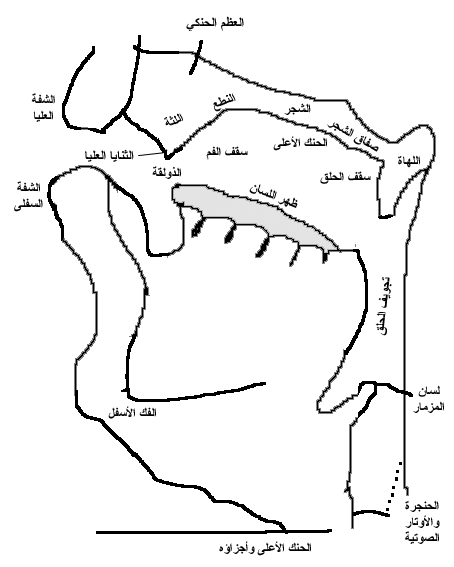 العظم الحنكي
الشفة
العليا
اللثة
النطع
الشجر
صفاق الشجر
اللهاة
الثنايا العليا
سقف الفم
الحنك الأعلى
سقف الحلق
الذولقة
الشفة
السفلى
ظهر اللسان
تجويف الحلق
لسان
المزمار
الفك الأسفل
الحنجرة
والأوتار
الصوتية
الحنك الأعلى وأجزاؤه